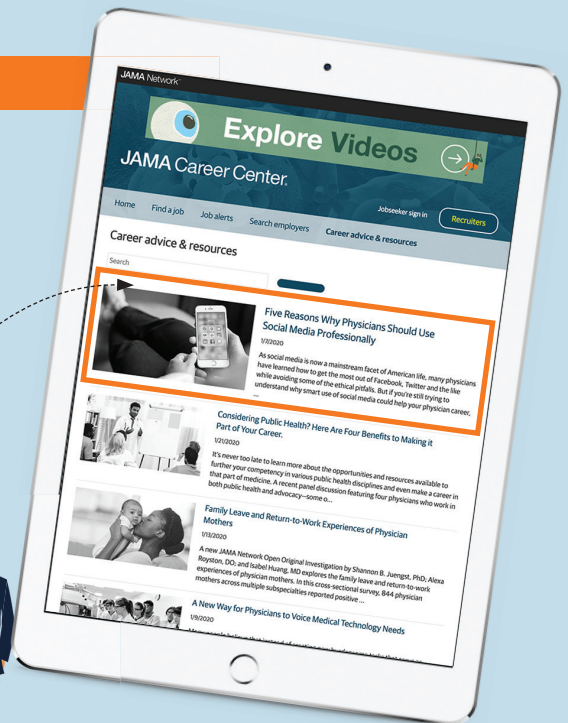 JAMA Network™
Explore Videos
JAMA Career Center®
Jobseeker sign in
Recruiters
Home Find a job Job alerts Search employers Career advice & resources
Career advice & resources
Search
Five Reasons Why Physicians Should Use
Social Media Professionally
1/7/2020
As social media is now a mainstream facet of American life, many physicians
have learned how to get the most out of Facebook, Twitter and the like
while avoiding some of the ethical pitfalls. But if you're still trying to
understand why smart use of social media could help your physician career,
...
Considering Public Health? Here Are Four Benefits to Making it
Part of Your Career.
1/21/2020
It's never too late to learn more about the opportunities and resources available to
further your competency in various public health disciplines and even make a career in
that part of medicine. A recent panel discussion featuring four physicians who work in
both public health and advocacy—some o...
Family Leave and Return-to-Work Experiences of Physician
Mothers
1/13/2020
A new JAMA Network Open Original Investigation by Shannon B. Juengst, PhD; Alexa
Royston, DO; and Isabel Huang, MD explores the family leave and return-to-work
experiences of physician mothers. In this cross-sectional survey, 844 physician
mothers across multiple subspecialties reported positive ...
A New Way for Physicians to Voice Medical Technology Needs
1/9/2020